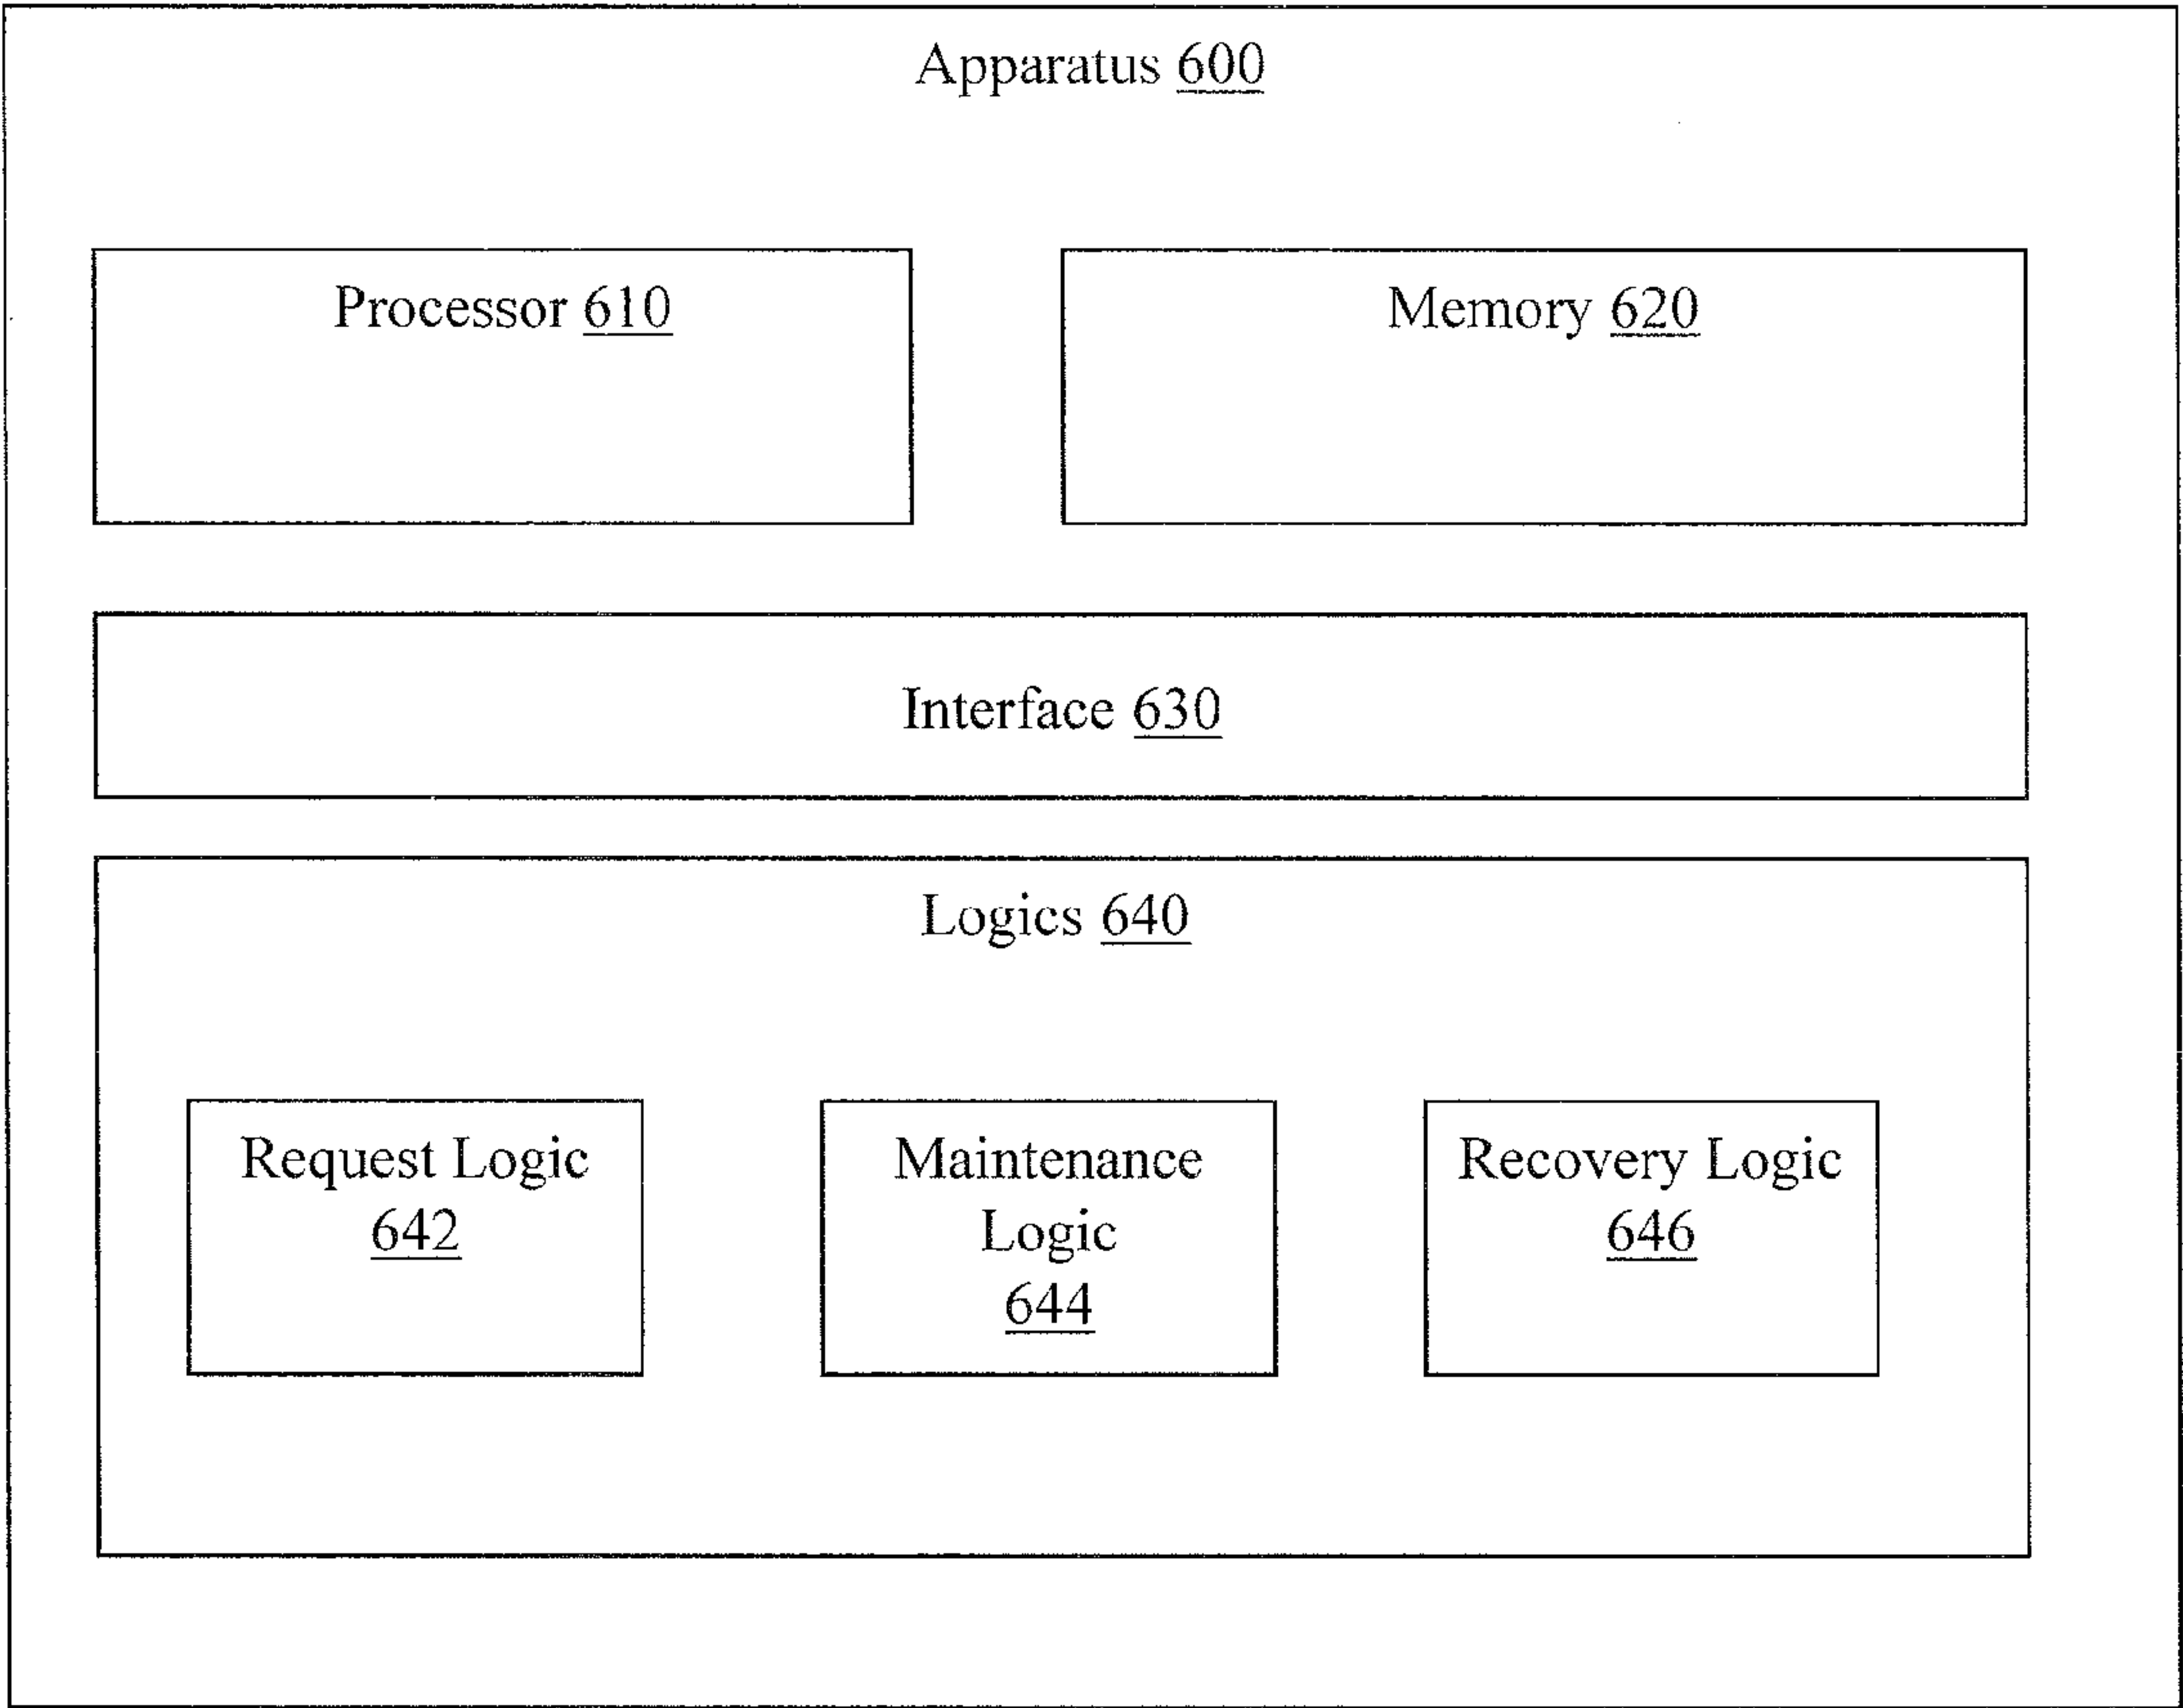 Apparatus 600
Processor 610
Memory 620
Interface 630
Logics 640
Request Logic
642
Maintenance
Logic
644
Recovery Logic
646